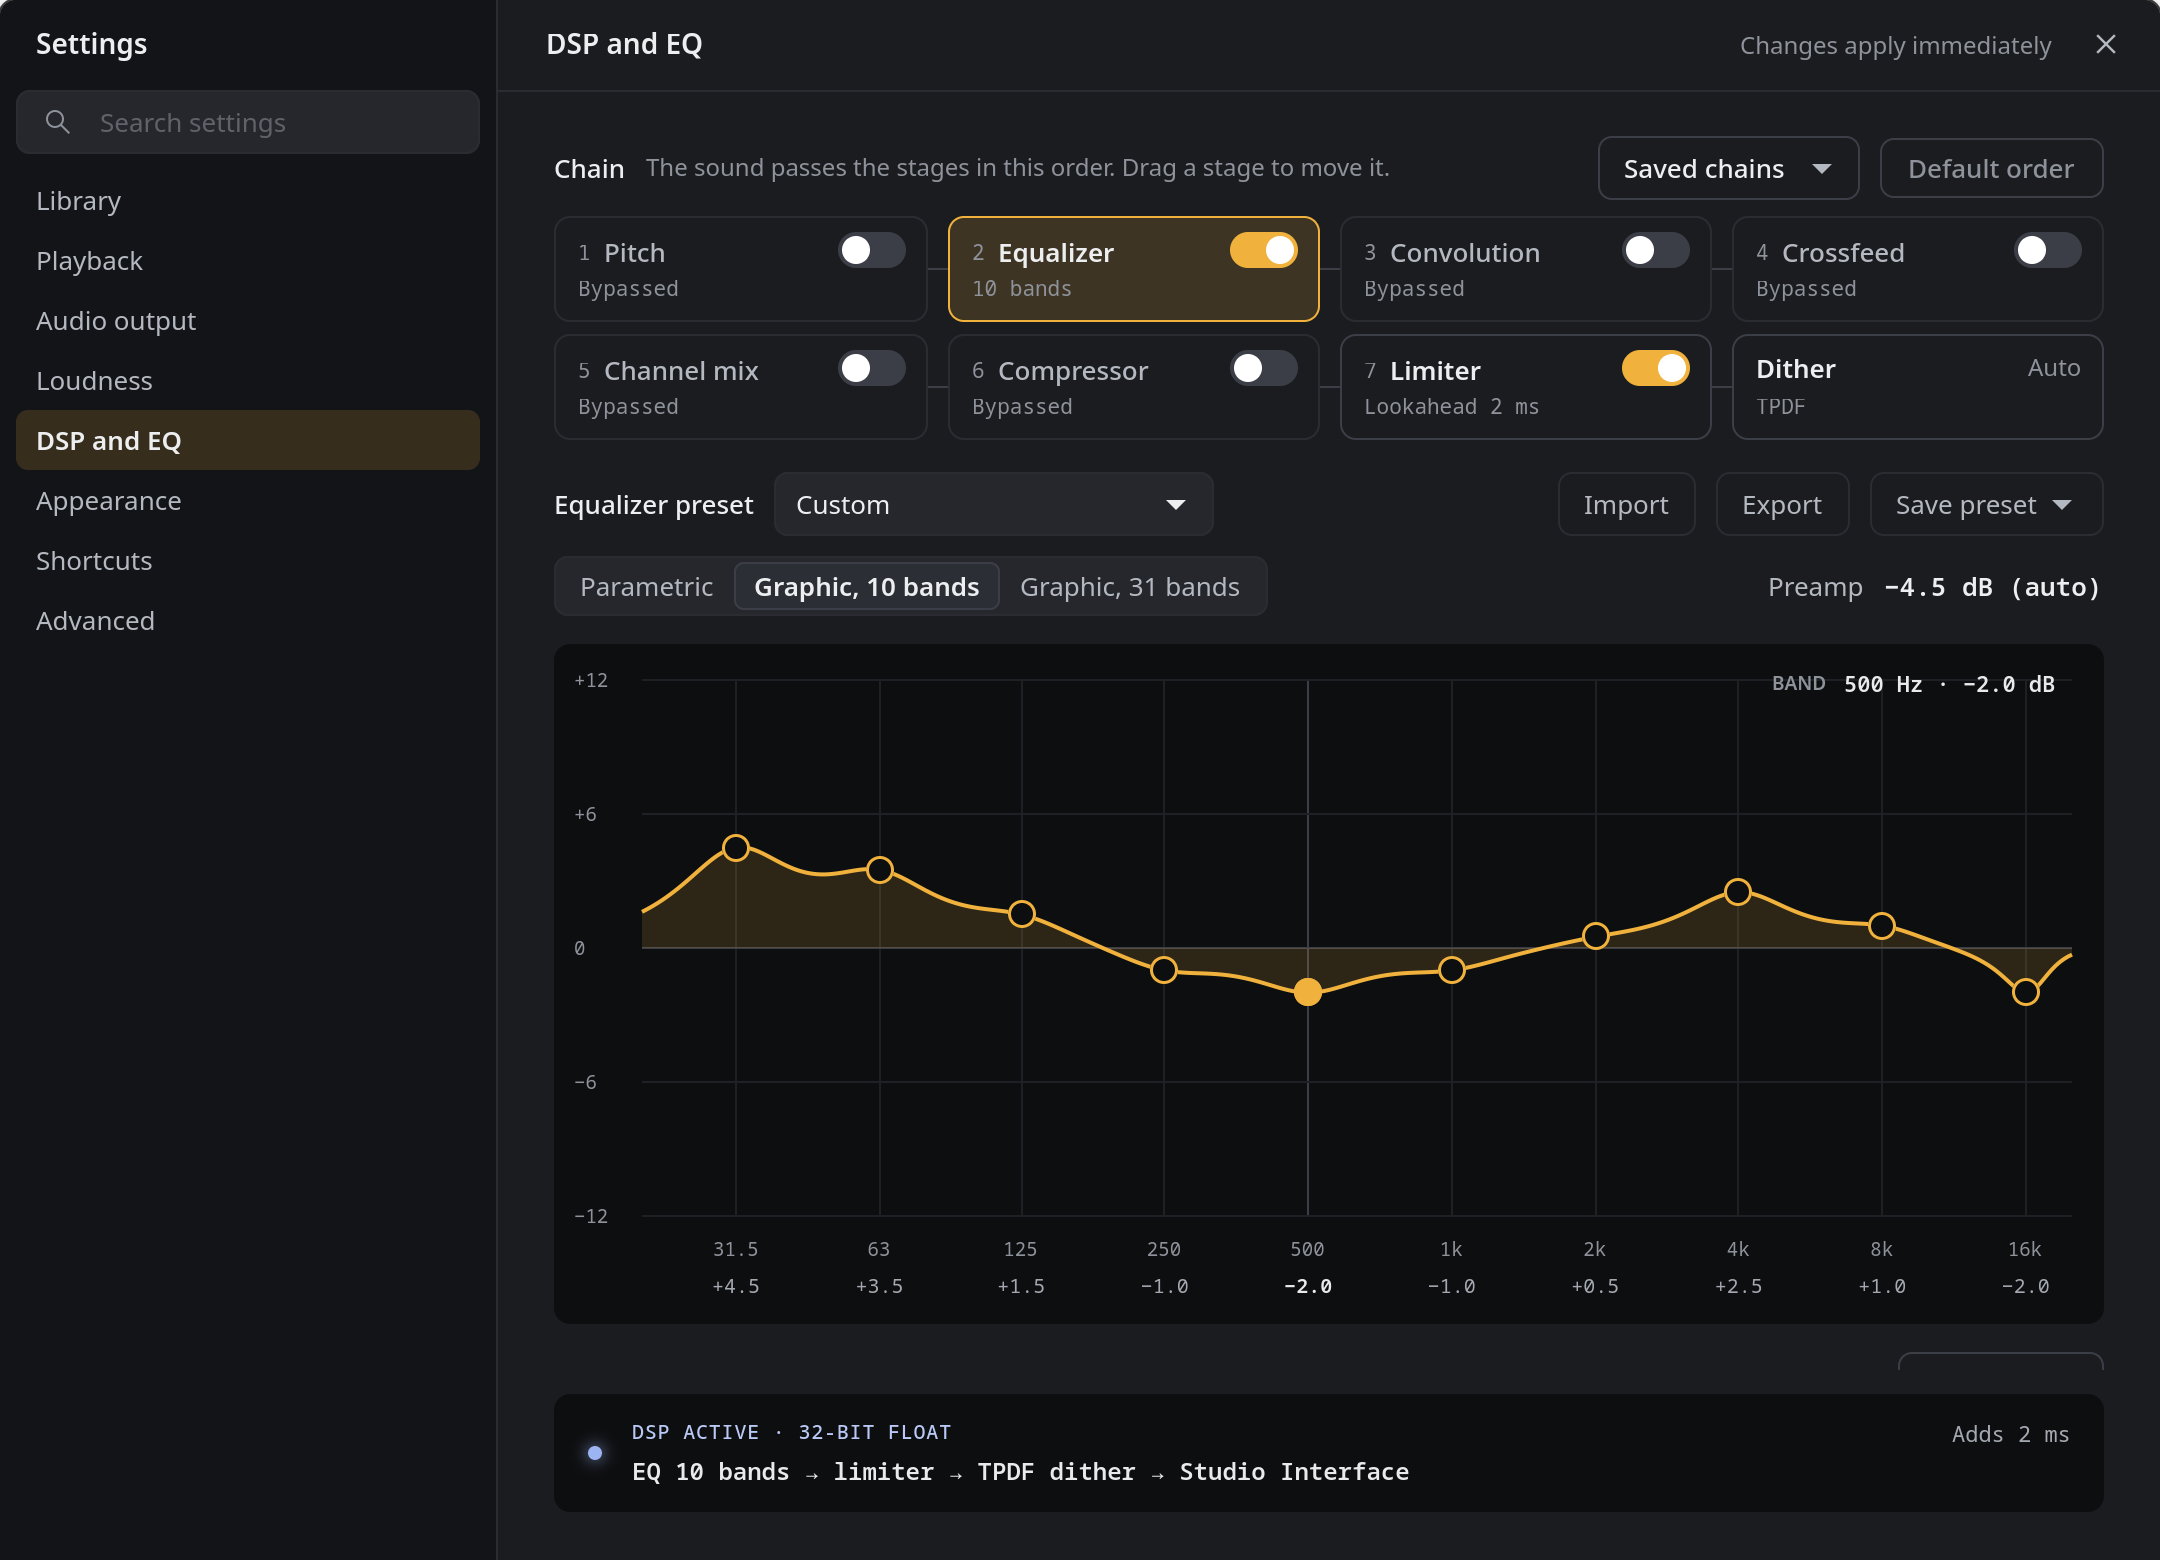 Settings
Search settings
Library
Playback
Audio output
Loudness
DSP and EQ
Appearance
Shortcuts
Advanced
DSP and EQ
Changes apply immediately
Chain The sound passes the stages in this order. Drag a stage to move it.
Saved chains
Default order
1 Pitch
Bypassed
2 Equalizer
10 bands
3 Convolution
Bypassed
4 Crossfeed
Bypassed
5 Channel mix
Bypassed
6 Compressor
Bypassed
7 Limiter
Lookahead 2 ms
Dither Auto
TPDF
Equalizer preset Custom
Import
Export
Save preset
Parametric
Graphic, 10 bands
Graphic, 31 bands
Preamp −4.5 dB (auto)
BAND 500 Hz · −2.0 dB
+12
+6
0
−6
−12
31.5 63 125 250 500 1k 2k 4k 8k 16k
+4.5 +3.5 +1.5 −1.0 −2.0 −1.0 +0.5 +2.5 +1.0 −2.0
DSP ACTIVE · 32-BIT FLOAT
Adds 2 ms
EQ 10 bands → limiter → TPDF dither → Studio Interface